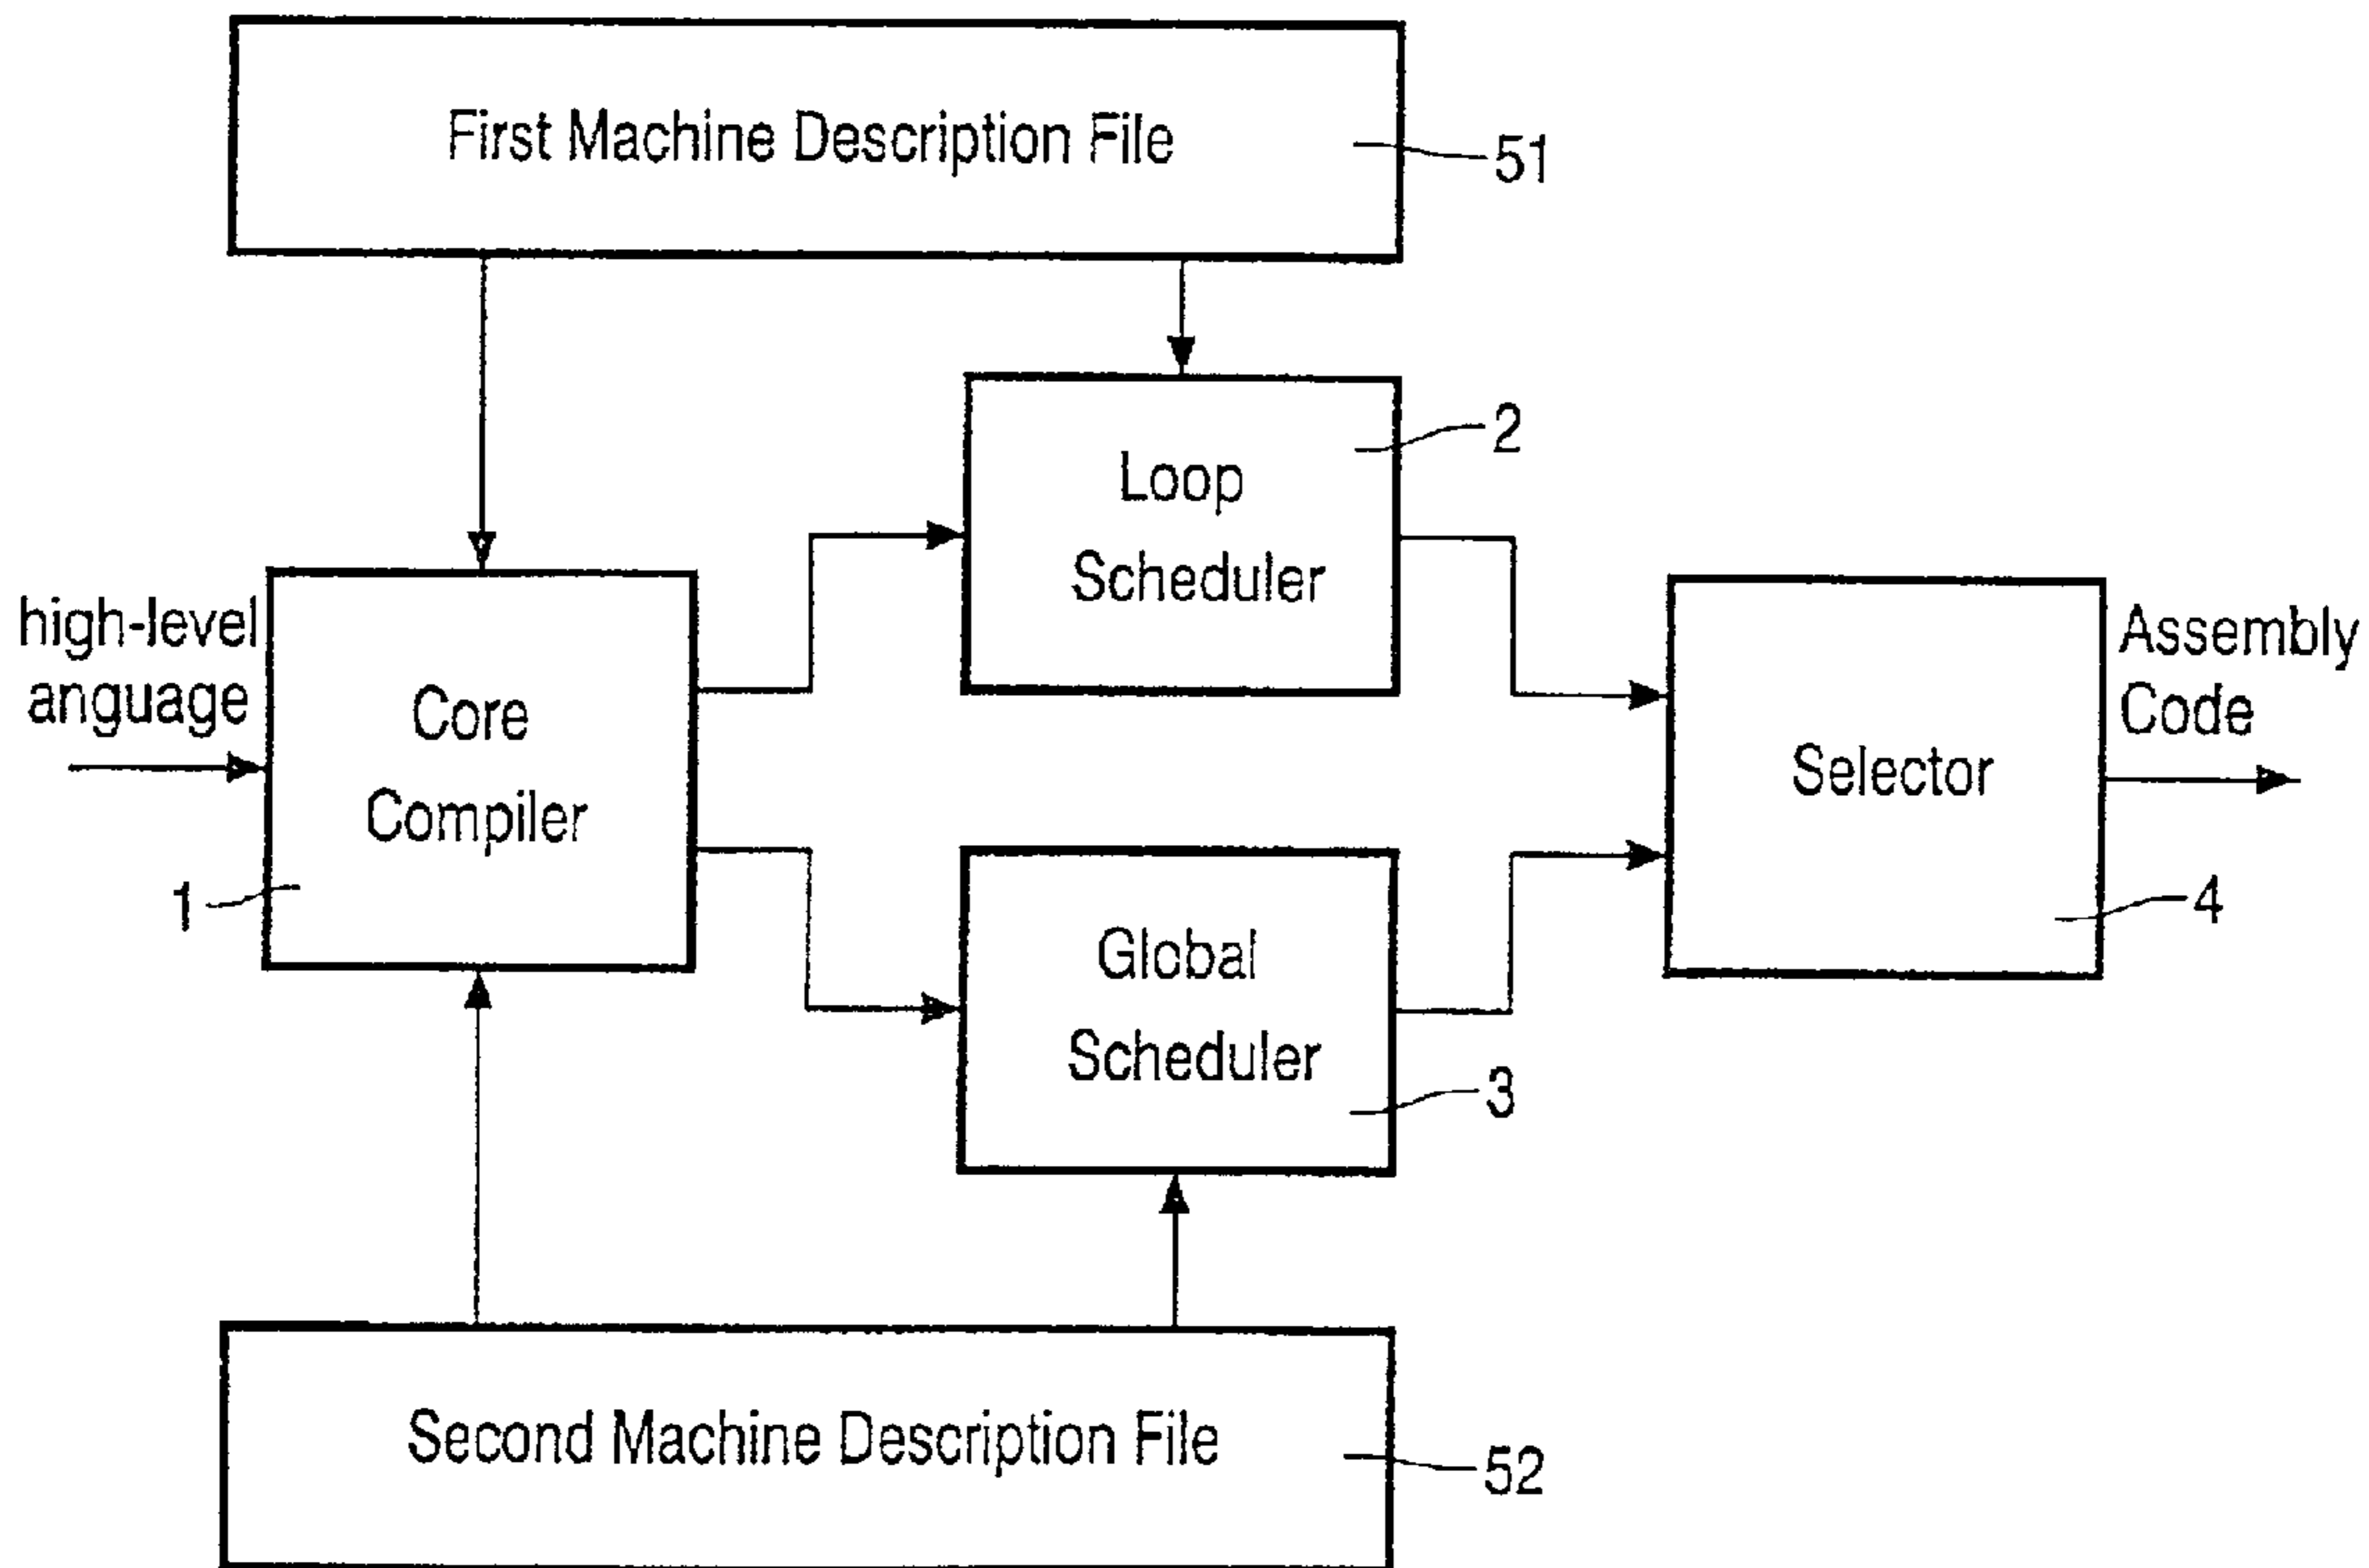 First Machine Description File
51
2
Loop
Scheduler
high-level
anguage
Core
Compiler
1
Assembly
Code
Selector
4
Global
Scheduler
3
Second Machine Description File
52